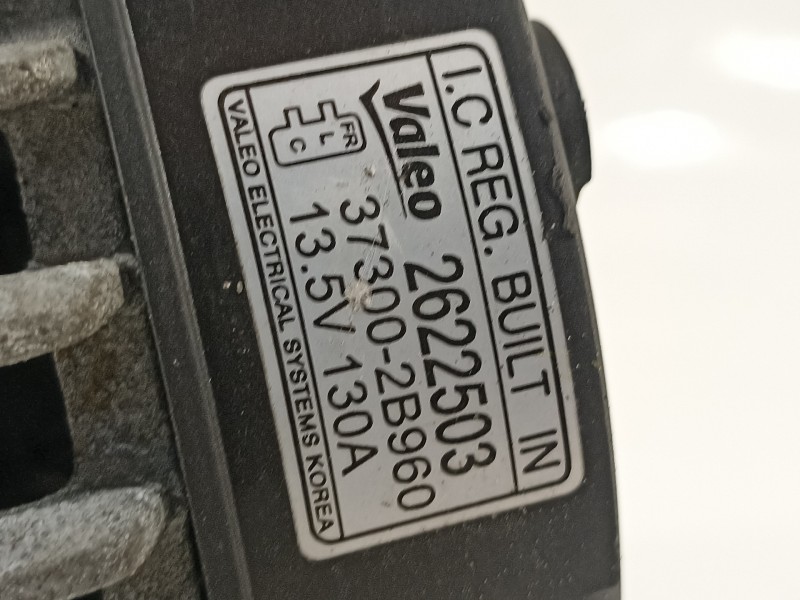 I.C REG. BUILT IN
Valeo 2622503
FR
L
C
37300-2B960
13.5V 130A
VALEO ELECTRICAL SYSTEMS KOREA